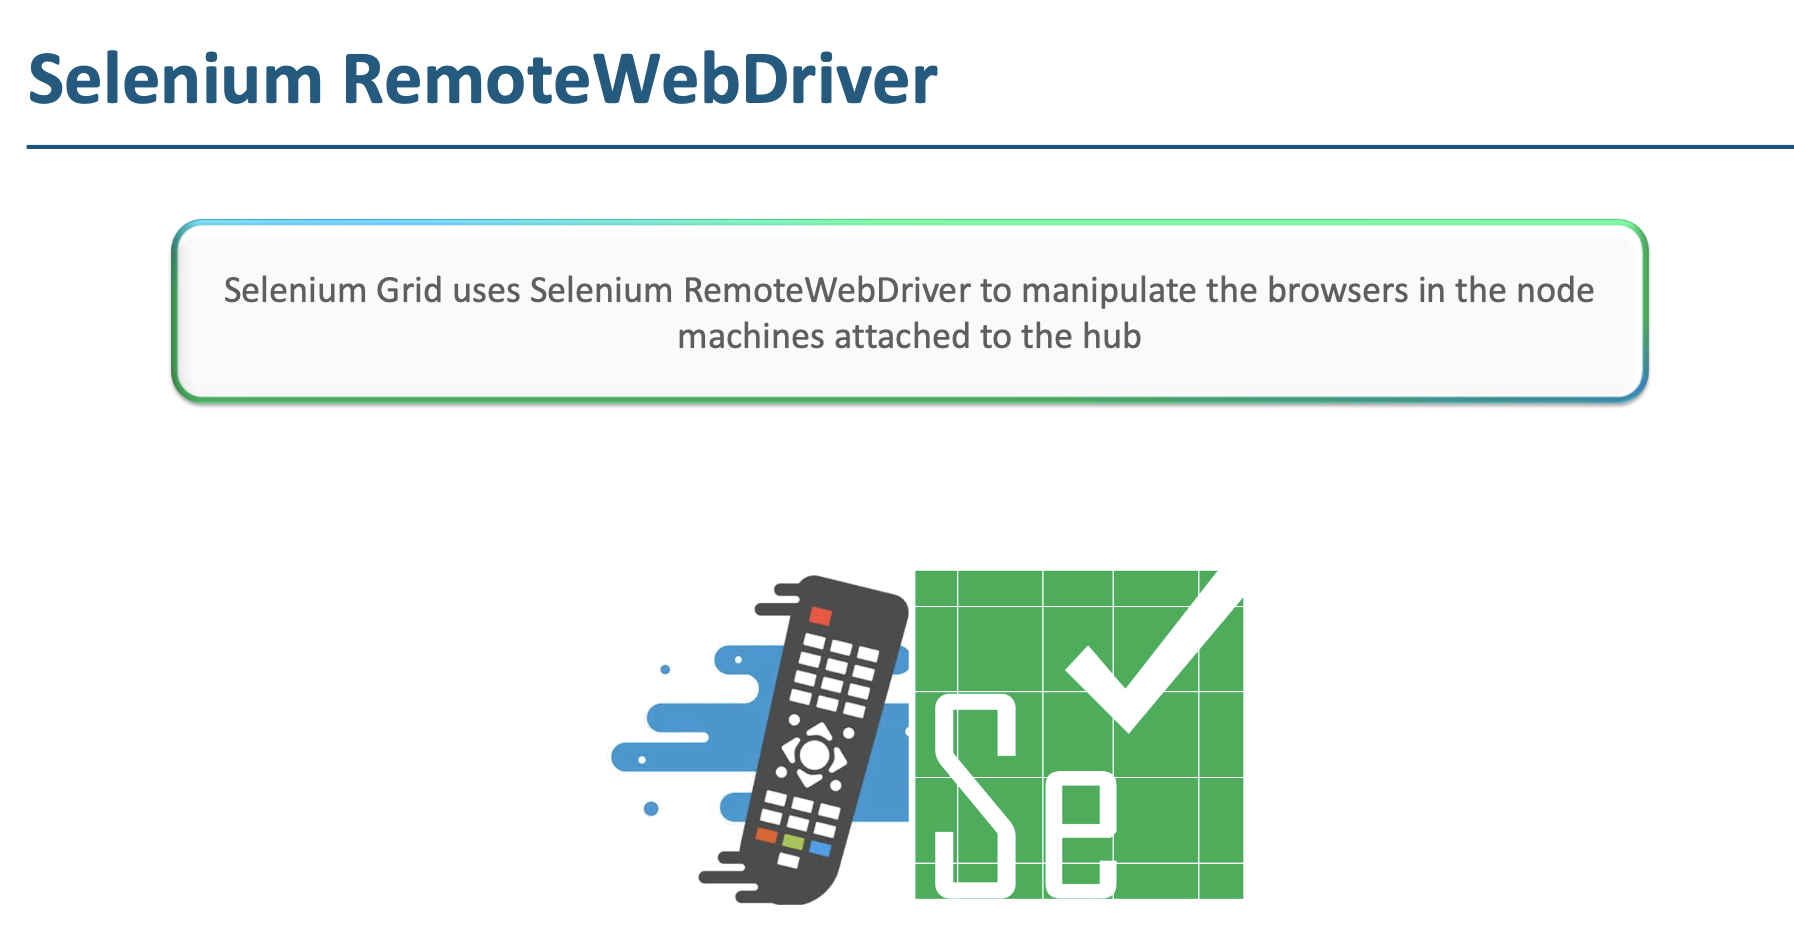 Selenium RemoteWebDriver
Selenium Grid uses Selenium RemoteWebDriver to manipulate the browsers in the node
machines attached to the hub
Se